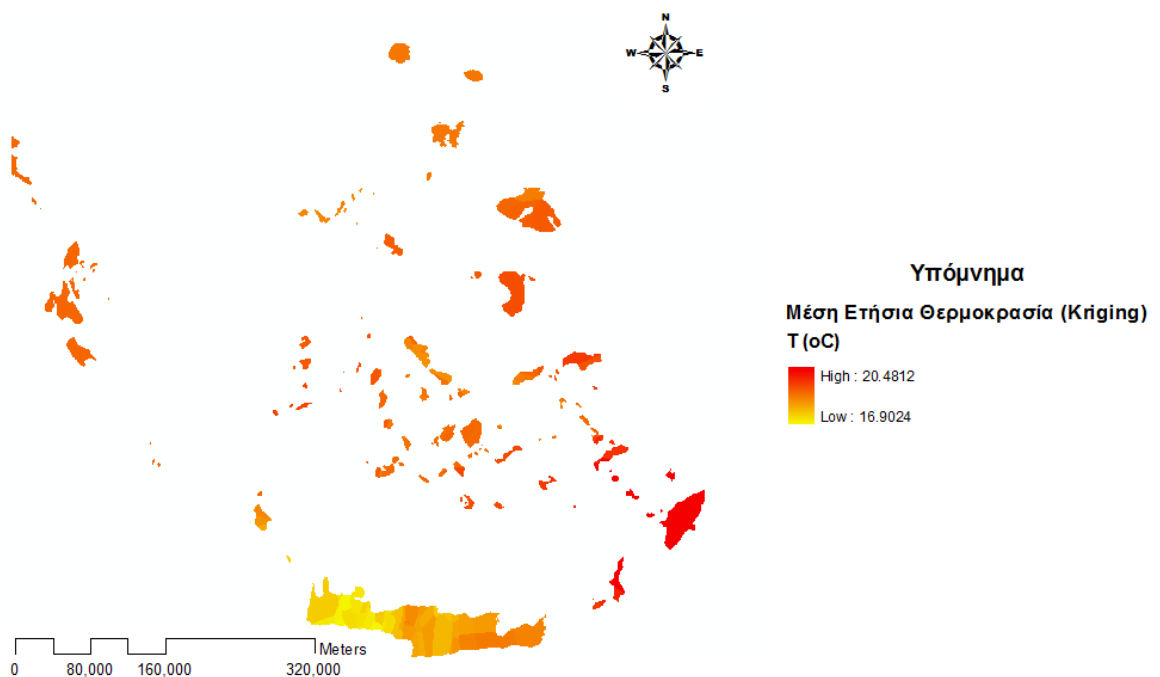 N
W E
S
Υπόμνημα
Μέση Ετήσια Θερμοκρασία (Kriging)
T (oC)
High : 20.4812
Low : 16.9024
Meters
0 80,000 160,000 320,000